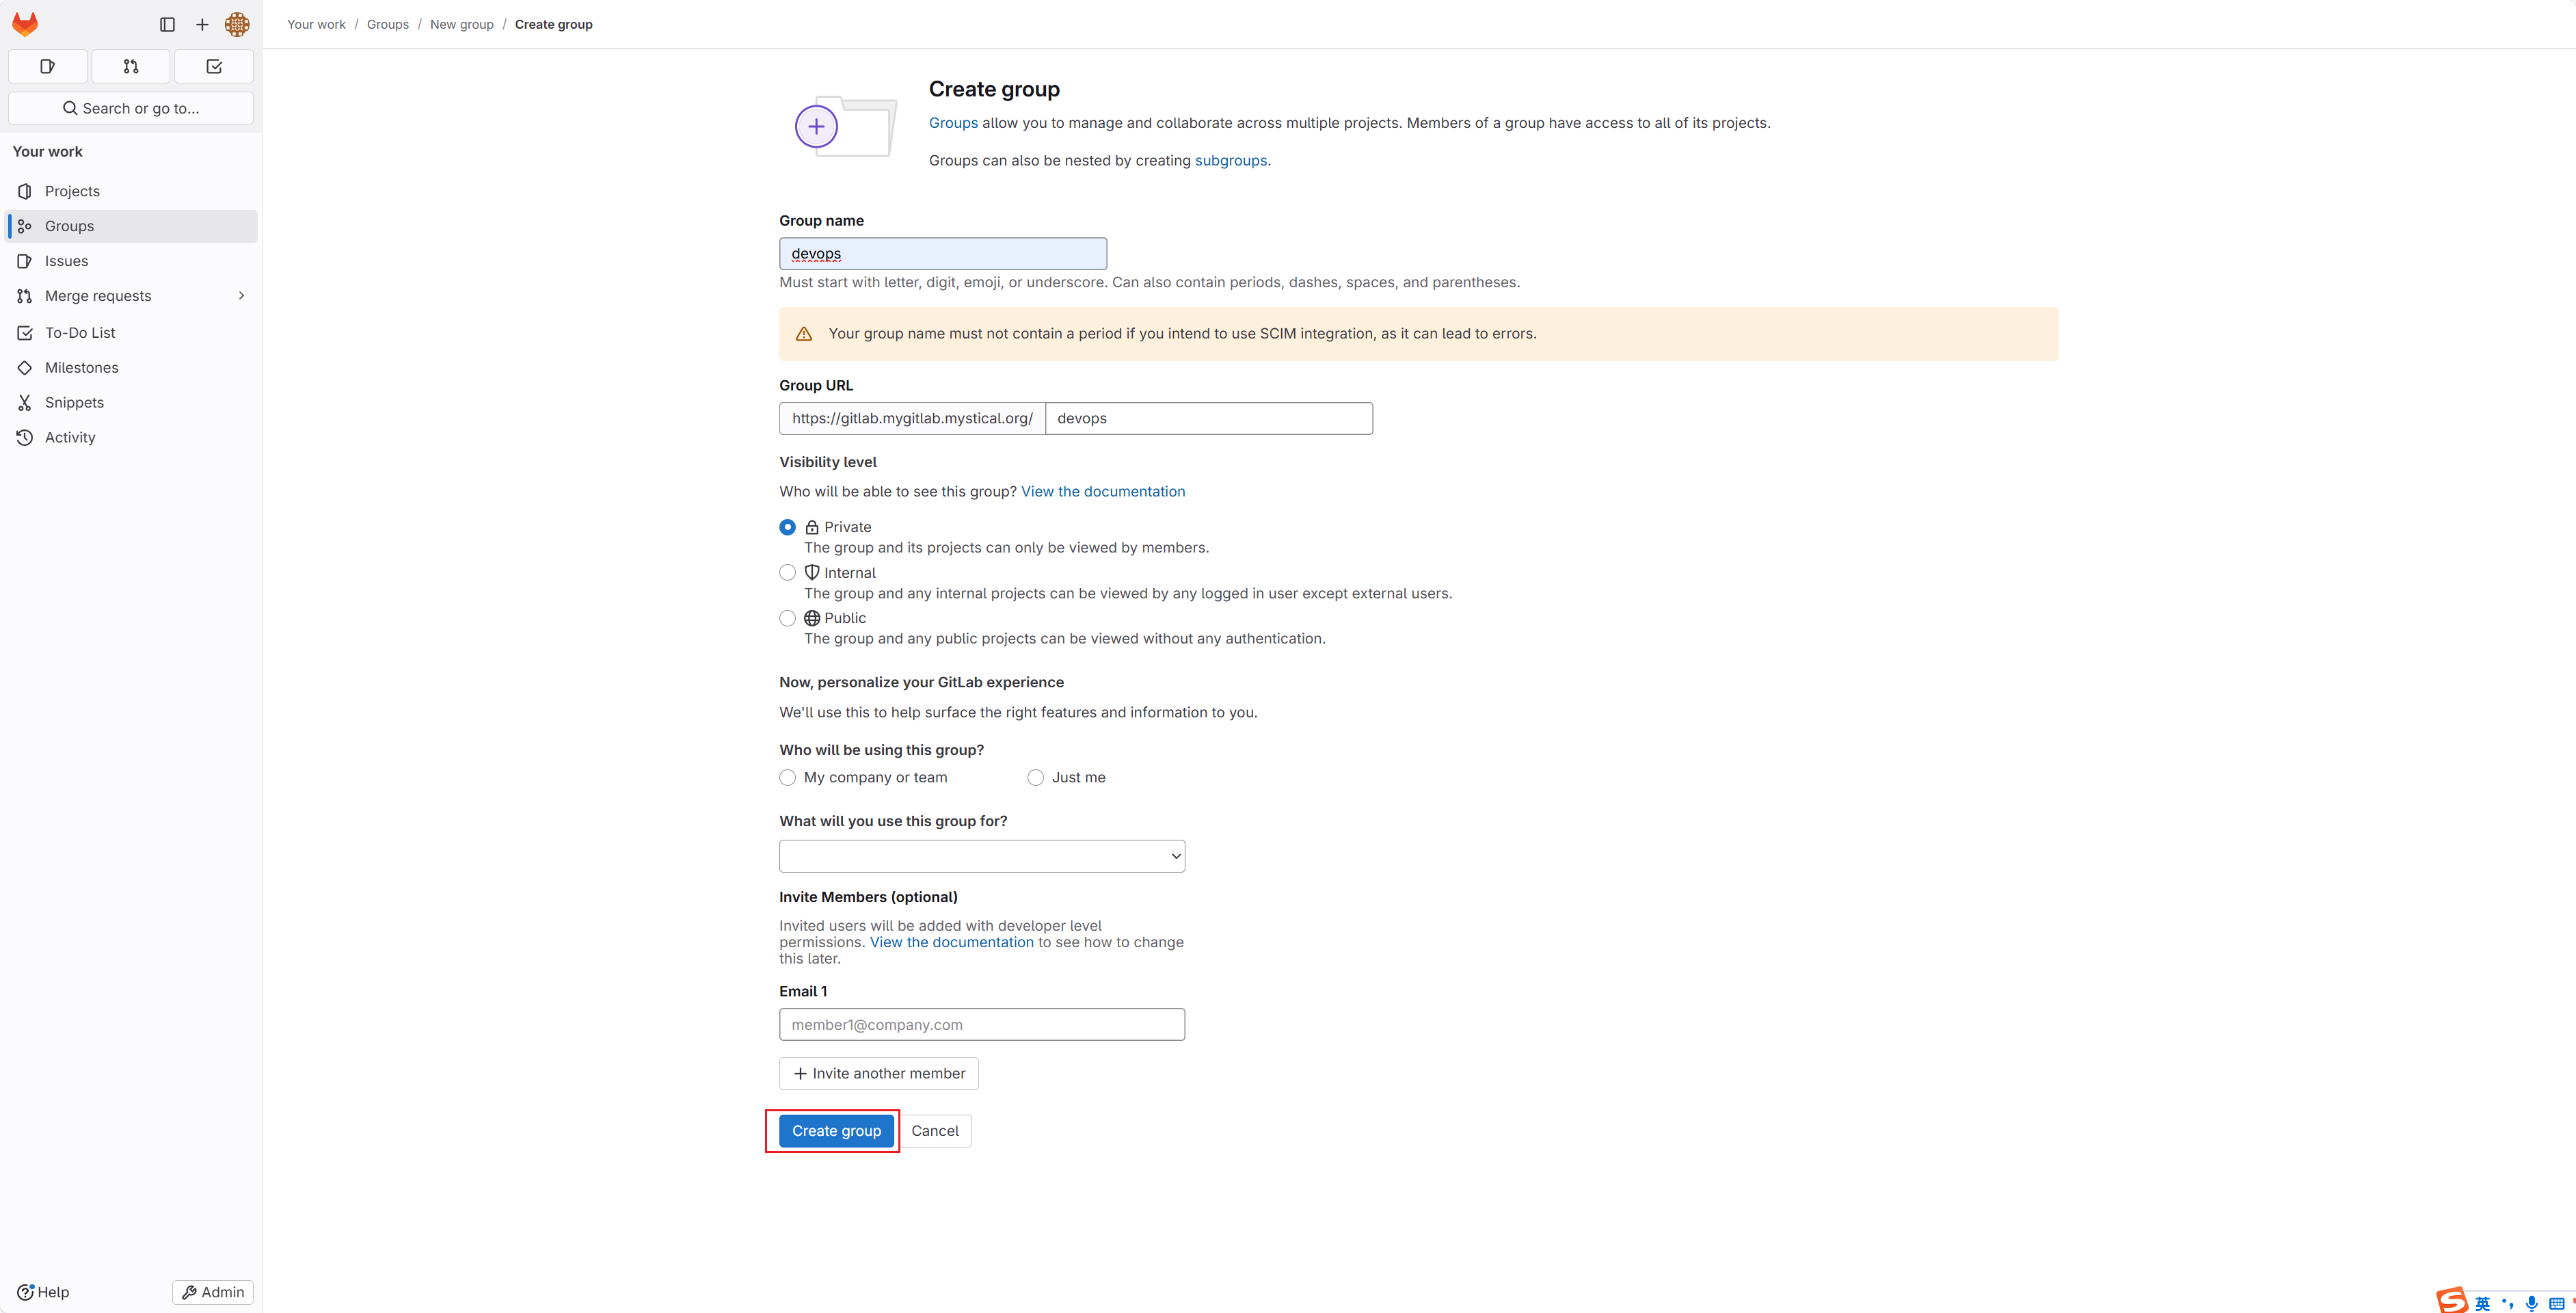 Your work / Groups / New group / Create group
Search or go to...
Your work
Projects
Groups
Issues
Merge requests
To-Do List
Milestones
Snippets
Activity
Help
Admin
Create group
Groups allow you to manage and collaborate across multiple projects. Members of a group have access to all of its projects.
Groups can also be nested by creating subgroups.
Group name
devops
Must start with letter, digit, emoji, or underscore. Can also contain periods, dashes, spaces, and parentheses.
Your group name must not contain a period if you intend to use SCIM integration, as it can lead to errors.
Group URL
https://gitlab.mygitlab.mystical.org/ devops
Visibility level
Who will be able to see this group? View the documentation
Private
The group and its projects can only be viewed by members.
Internal
The group and any internal projects can be viewed by any logged in user except external users.
Public
The group and any public projects can be viewed without any authentication.
Now, personalize your GitLab experience
We'll use this to help surface the right features and information to you.
Who will be using this group?
My company or team Just me
What will you use this group for?
Invite Members (optional)
Invited users will be added with developer level
permissions. View the documentation to see how to change
this later.
Email 1
member1@company.com
Invite another member
Create group Cancel
英